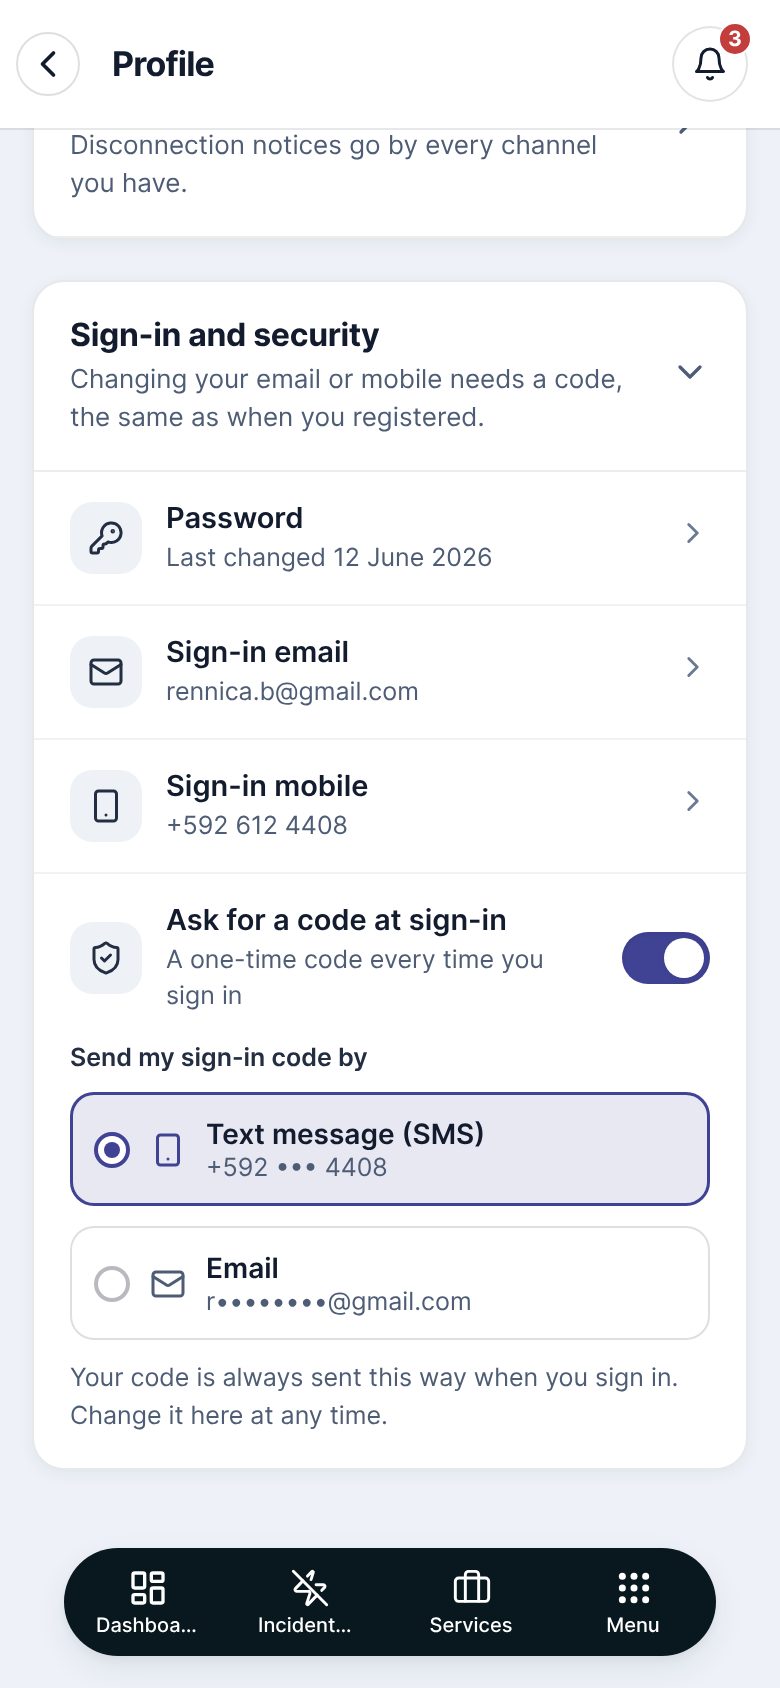 Profile
3
Disconnection notices go by every channel
you have.
Sign-in and security
Changing your email or mobile needs a code,
the same as when you registered.
Password
Last changed 12 June 2026
Sign-in email
rennica.b@gmail.com
Sign-in mobile
+592 612 4408
Ask for a code at sign-in
A one-time code every time you
sign in
Send my sign-in code by
Text message (SMS)
+592 ••• 4408
Email
r••••••••@gmail.com
Your code is always sent this way when you sign in.
Change it here at any time.
Dashboa...
Incident...
Services
Menu